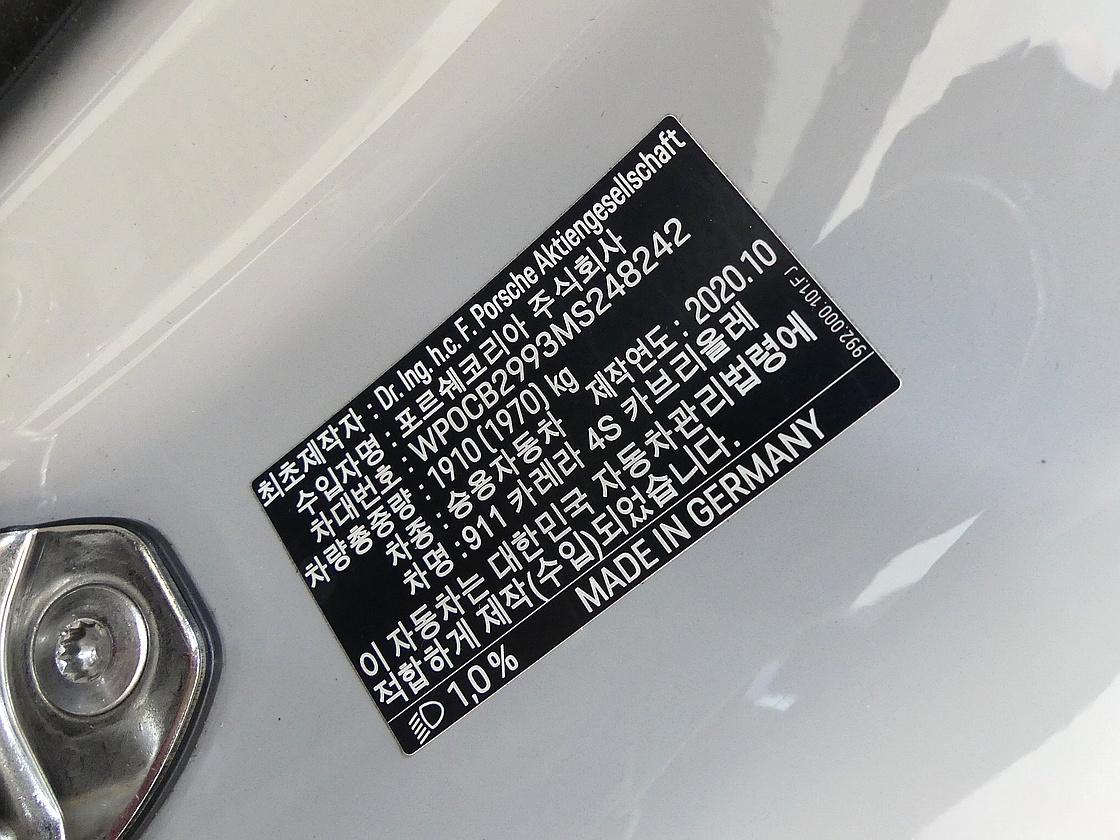 최초제작자 : Dr. Ing. h.c. F. Porsche Aktiengesellschaft
수입자명 : 포르쉐코리아 주식회사
차대번호 : WP0CB2993MS248242
차량총중량 : 1910(1970) kg
차종 : 승용자동차 제작연도 : 2020.10
차명 : 911 카레라 4S 카브리올레
이 자동차는 대한민국 자동차관리법령에
적합하게 제작(수입)되었습니다.
992.000.101.FJ
1,0 % MADE IN GERMANY